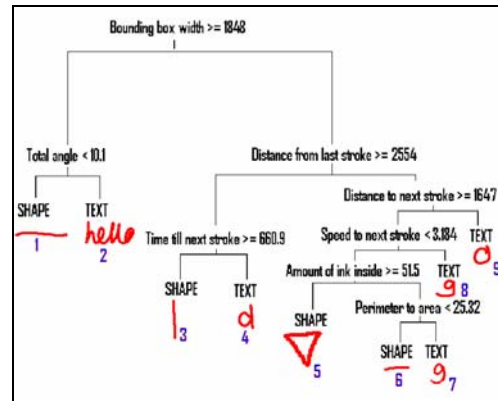 Bounding box width >= 1848
Total angle < 10.1
Distance from last stroke >= 2554
Distance to next stroke >= 1647
SHAPE
TEXT
1
hello
2
Time till next stroke >= 660.9
Speed to next stroke < 3.184
TEXT
a
9
SHAPE
TEXT
3
d
4
Amount of ink inside >= 51.5
TEXT
g
8
SHAPE
5
Perimeter to area < 25.32
SHAPE
TEXT
6
g
7